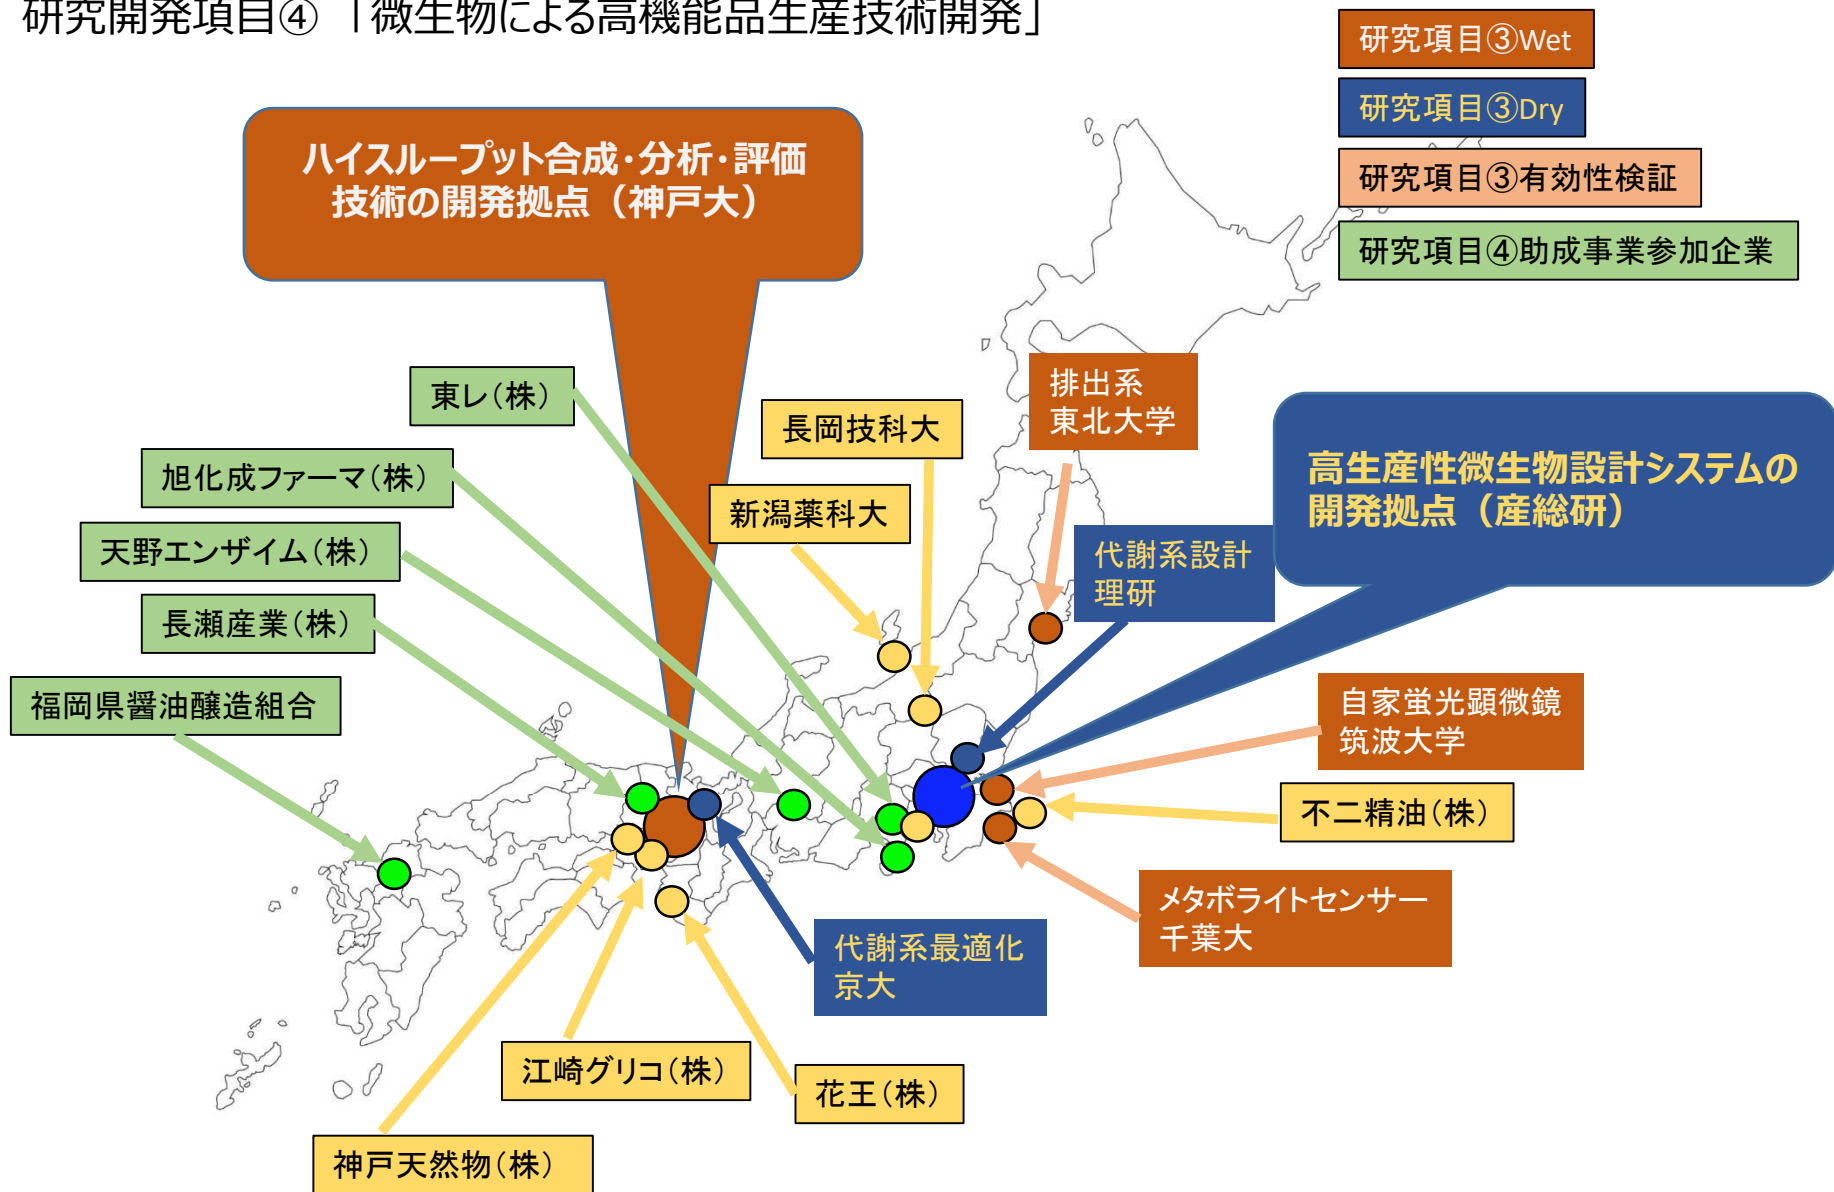 研究開発項目④ 「微生物による高機能品生産技術開発」
研究項目③Wet
研究項目③Dry
研究項目③有効性検証
研究項目④助成事業参加企業
ハイスループット合成・分析・評価
技術の開発拠点（神戸大）
東レ（株）
長岡技科大
排出系
東北大学
旭化成ファーマ（株）
新潟薬科大
高生産性微生物設計システムの
開発拠点（産総研）
天野エンザイム（株）
代謝系設計
理研
長瀬産業（株）
福岡県醤油醸造組合
自家蛍光顕微鏡
筑波大学
不二精油（株）
メタボライトセンサー
千葉大
代謝系最適化
京大
江崎グリコ（株）
花王（株）
神戸天然物（株）